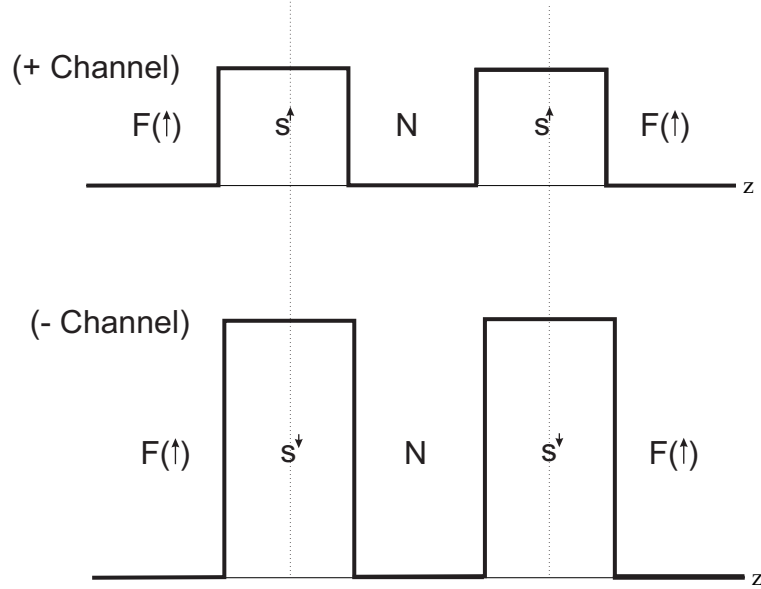 (+ Channel)
F(↑) s↑ N s↑ F(↑)
z
(- Channel)
F(↑) s↓ N s↓ F(↑)
z